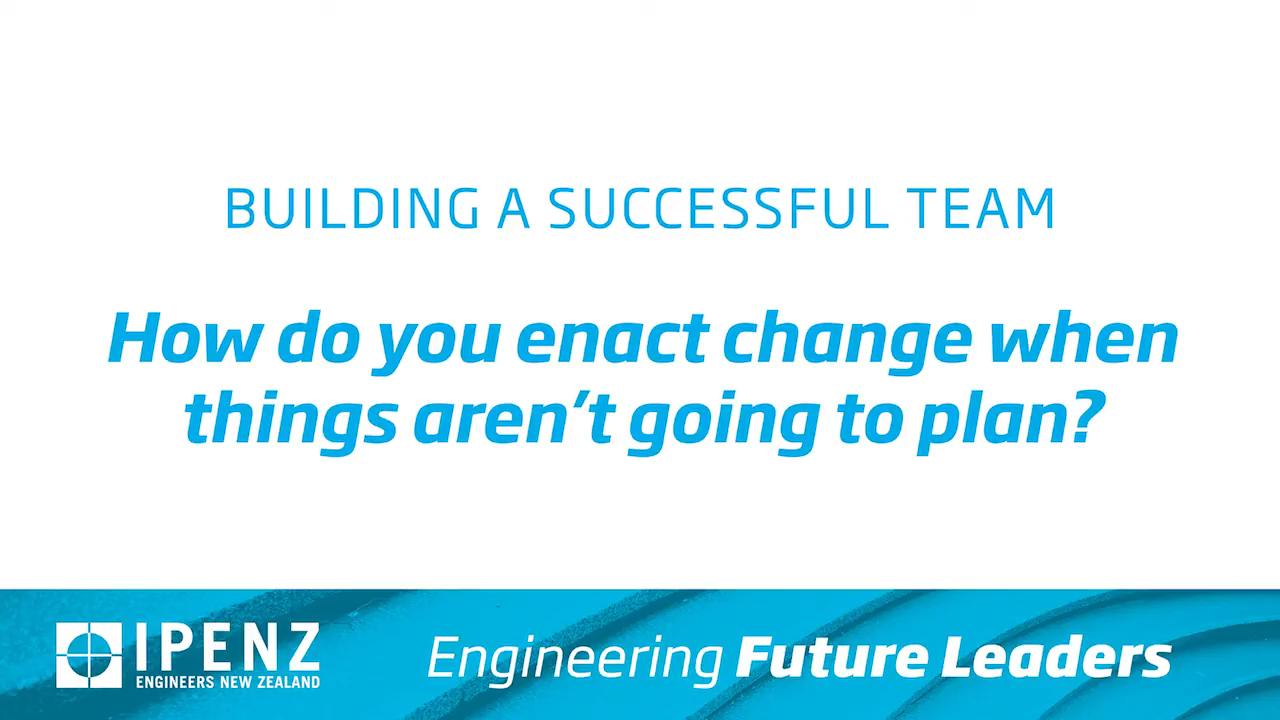 BUILDING A SUCCESSFUL TEAM
How do you enact change when
things aren’t going to plan?
IPENZ
ENGINEERS NEW ZEALAND
Engineering Future Leaders